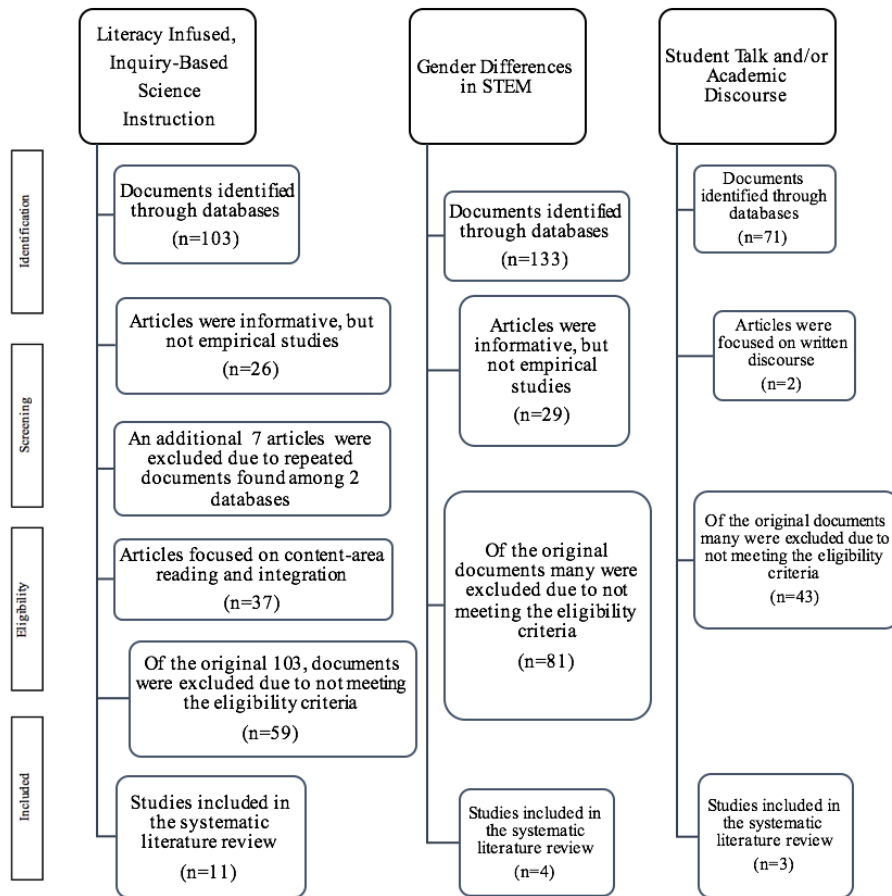 Literacy Infused,
Inquiry-Based
Science
Instruction
Gender Differences
in STEM
Student Talk and/or
Academic
Discourse
Identification
Screening
Eligibility
Included
Documents identified
through databases
(n=103)
Articles were informative, but
not empirical studies
(n=26)
An additional 7 articles were
excluded due to repeated
documents found among 2
databases
Articles focused on content-area
reading and integration
(n=37)
Of the original 103, documents
were excluded due to not meeting
the eligibility criteria
(n=59)
Studies included in
the systematic
literature review
(n=11)
Documents identified
through databases
(n=133)
Articles were
informative, but
not empirical
studies
(n=29)
Of the original
documents many were
excluded due to not
meeting the eligibility
criteria
(n=81)
Studies included in
the systematic
literature review
(n=4)
Documents
identified through
databases
(n=71)
Articles were
focused on written
discourse
(n=2)
Of the original documents
many were excluded due to
not meeting the eligibility
criteria
(n=43)
Studies included in
the systematic
literature review
(n=3)